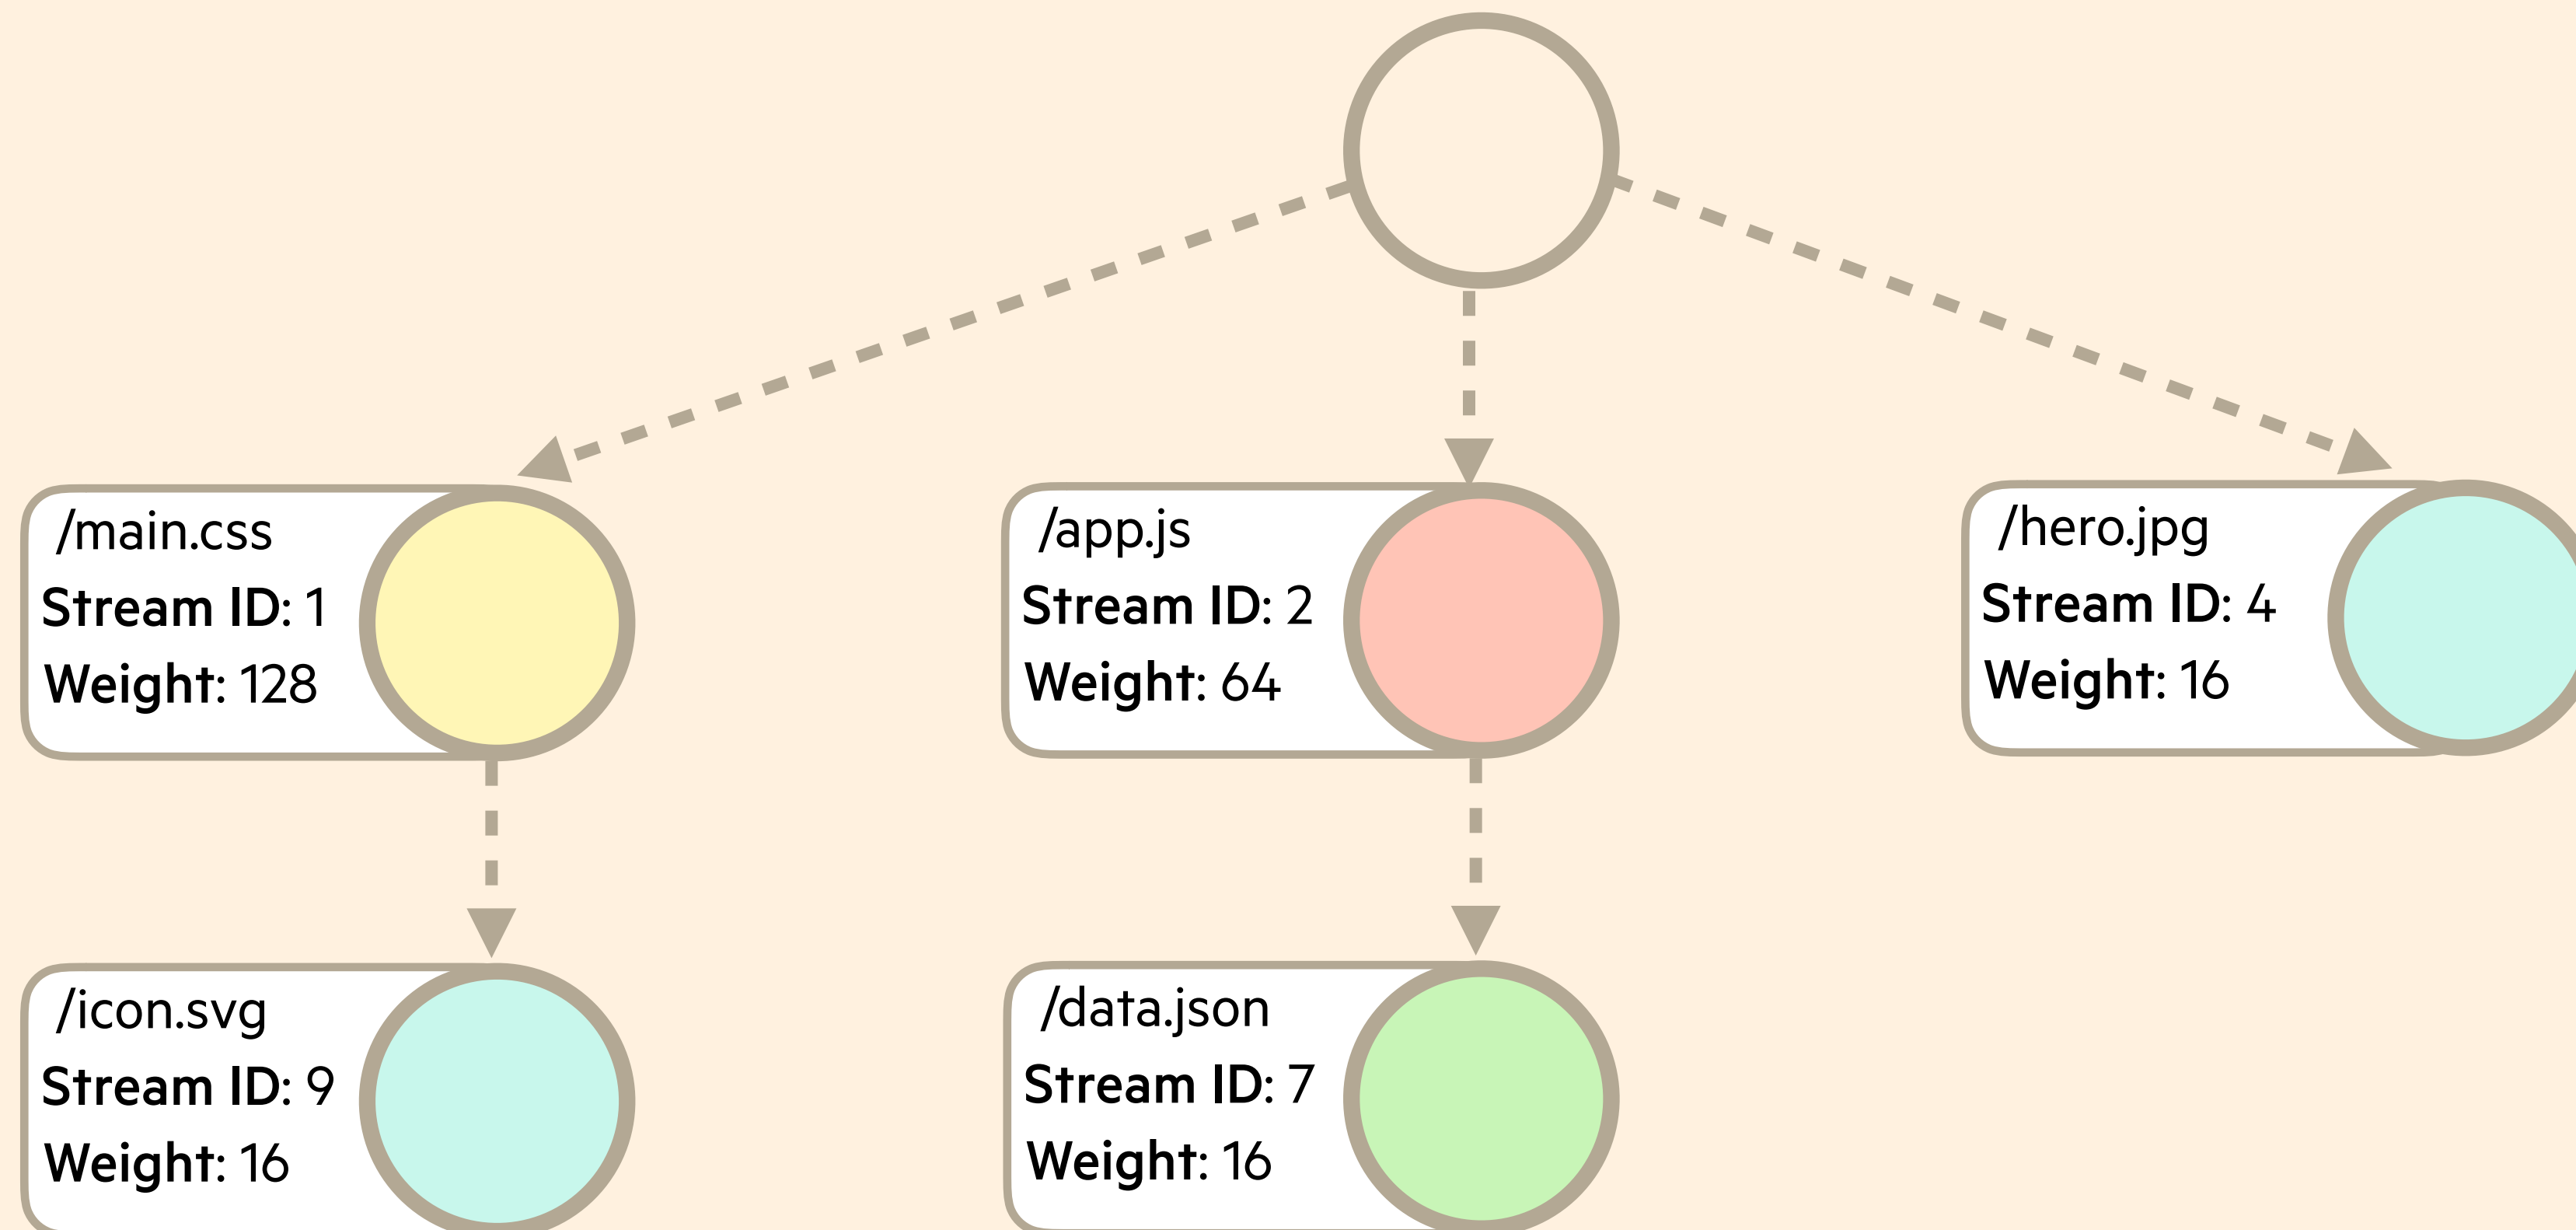 /main.css
Stream ID: 1
Weight: 128
/app.js
Stream ID: 2
Weight: 64
/hero.jpg
Stream ID: 4
Weight: 16
/icon.svg
Stream ID: 9
Weight: 16
/data.json
Stream ID: 7
Weight: 16